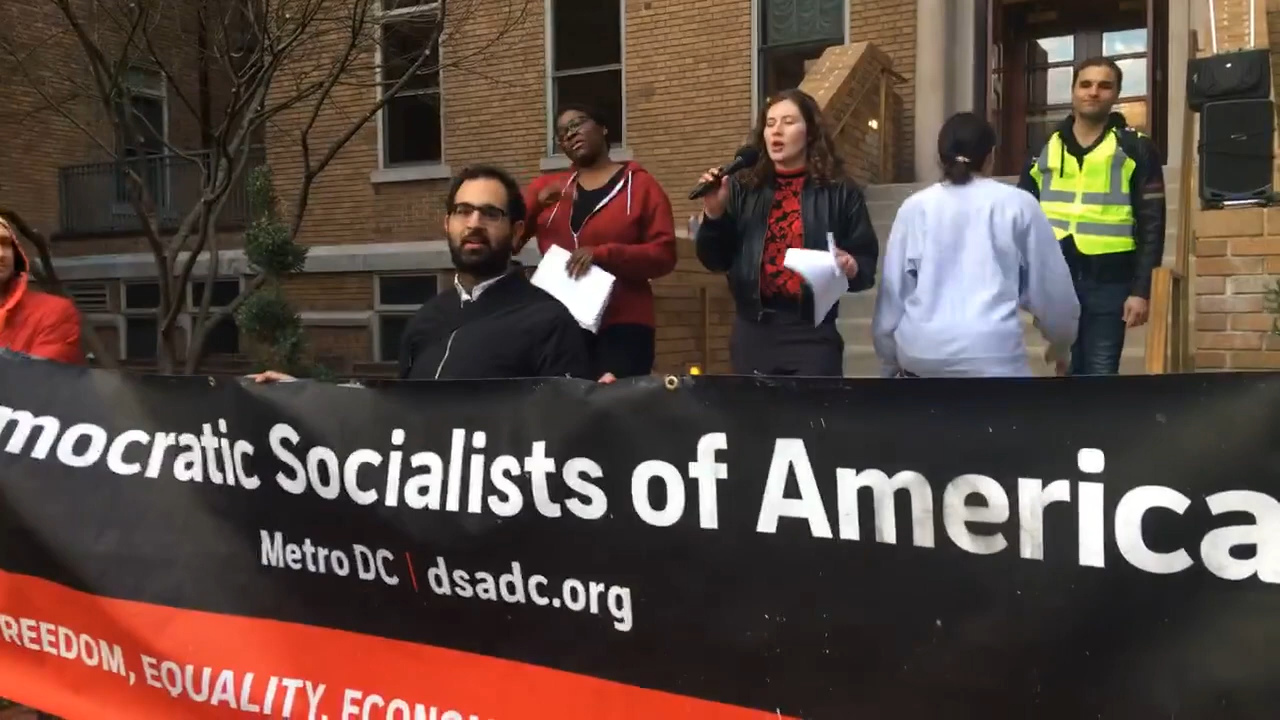 mocratic Socialists of America
Metro DC | dsadc.org
REEDOM, EQUALITY, ECONO